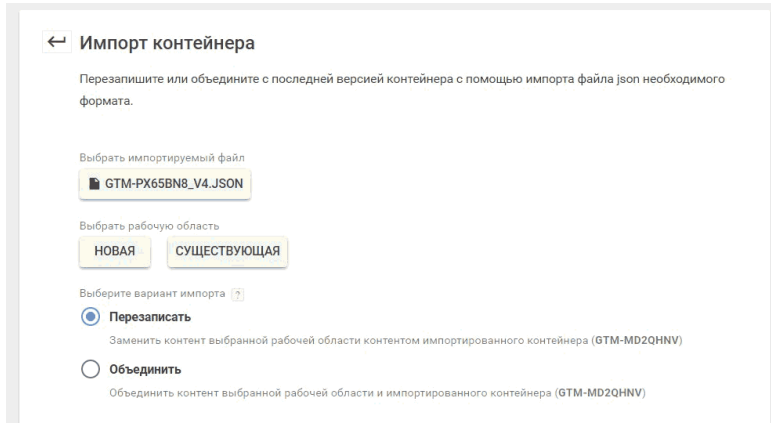 Импорт контейнера
Перезапишите или объедините с последней версией контейнера с помощью импорта файла json необходимого
формата.
Выбрать импортируемый файл
GTM-PX65BN8_V4.JSON
Выбрать рабочую область
НОВАЯ СУЩЕСТВУЮЩАЯ
Выберите вариант импорта ?
Перезаписать
Заменить контент выбранной рабочей области контентом импортированного контейнера (GTM-MD2QHNV)
Объединить
Объединить контент выбранной рабочей области и импортированного контейнера (GTM-MD2QHNV)